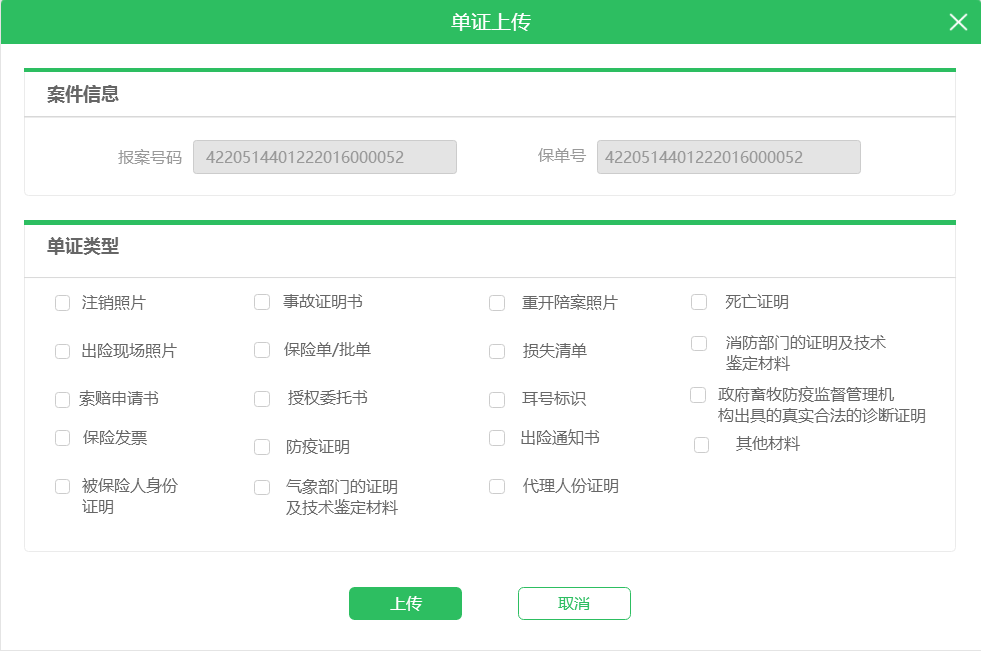 单证上传
案件信息
报案号码 4220514401222016000052 保单号 4220514401222016000052
单证类型
注销照片 事故证明书 重开陪案照片 死亡证明
出险现场照片 保险单/批单 损失清单 消防部门的证明及技术
鉴定材料
索赔申请书 授权委托书 耳号标识 政府畜牧防疫监督管理机
构出具的真实合法的诊断证明
保险发票 防疫证明 出险通知书 其他材料
被保险人身份 气象部门的证明 代理人份证明
证明 及技术鉴定材料
上传 取消